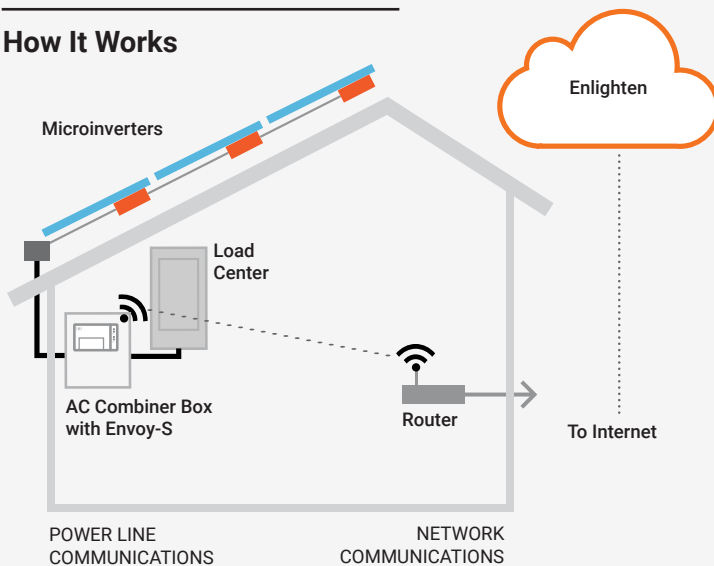 How It Works
Enlighten
Microinverters
Load
Center
AC Combiner Box
with Envoy-S
Router
To Internet
POWER LINE
COMMUNICATIONS
NETWORK
COMMUNICATIONS